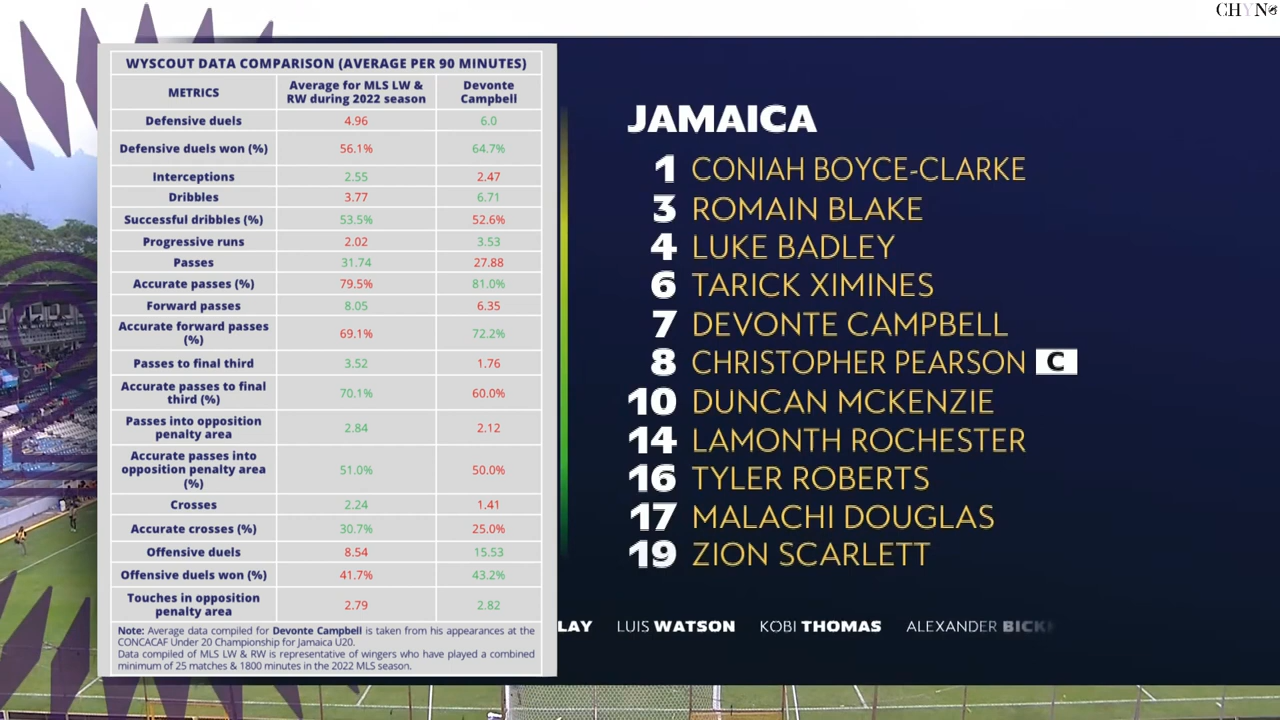 CHYNS
WYSCOUT DATA COMPARISON (AVERAGE PER 90 MINUTES)
METRICS
Average for MLS LW &
RW during 2022 season
Devonte
Campbell
Defensive duels 4.96 6.0
Defensive duels won (%) 56.1% 64.7%
Interceptions 2.55 2.47
Dribbles 3.77 6.71
Successful dribbles (%) 53.5% 52.6%
Progressive runs 2.02 3.53
Passes 31.74 27.88
Accurate passes (%) 79.5% 81.0%
Forward passes 8.05 6.35
Accurate forward passes
(%) 69.1% 72.2%
Passes to final third 3.52 1.76
Accurate passes to final
third (%) 70.1% 60.0%
Passes into opposition
penalty area 2.84 2.12
Accurate passes into
opposition penalty area
(%) 51.0% 50.0%
Crosses 2.24 1.41
Accurate crosses (%) 30.7% 25.0%
Offensive duels 8.54 15.53
Offensive duels won (%) 41.7% 43.2%
Touches in opposition
penalty area 2.79 2.82
Note: Average data compiled for Devonte Campbell is taken from his appearances at the
CONCACAF Under 20 Championship for Jamaica U20.
Data compiled of MLS LW & RW is representative of wingers who have played a combined
minimum of 25 matches & 1800 minutes in the 2022 MLS season.
JAMAICA
1 CONIAH BOYCE-CLARKE
3 ROMAIN BLAKE
4 LUKE BADLEY
6 TARICK XIMINES
7 DEVONTE CAMPBELL
8 CHRISTOPHER PEARSON C
10 DUNCAN MCKENZIE
14 LAMONTH ROCHESTER
16 TYLER ROBERTS
17 MALACHI DOUGLAS
19 ZION SCARLETT
LAY LUIS WATSON KOBI THOMAS ALEXANDER BICK